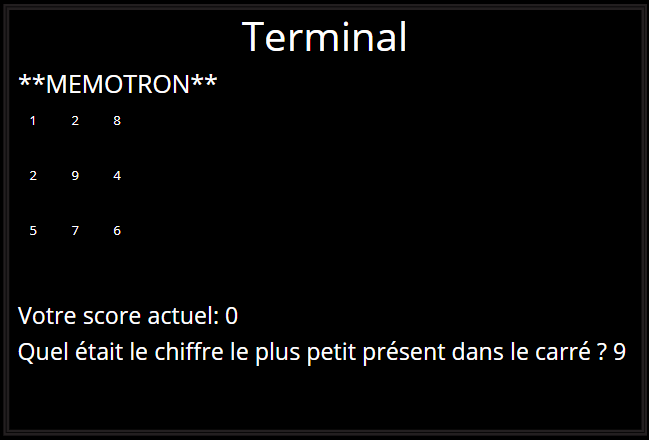 Terminal
**MEMOTRON**
1 2 8
2 9 4
5 7 6
Votre score actuel: 0
Quel était le chiffre le plus petit présent dans le carré ? 9